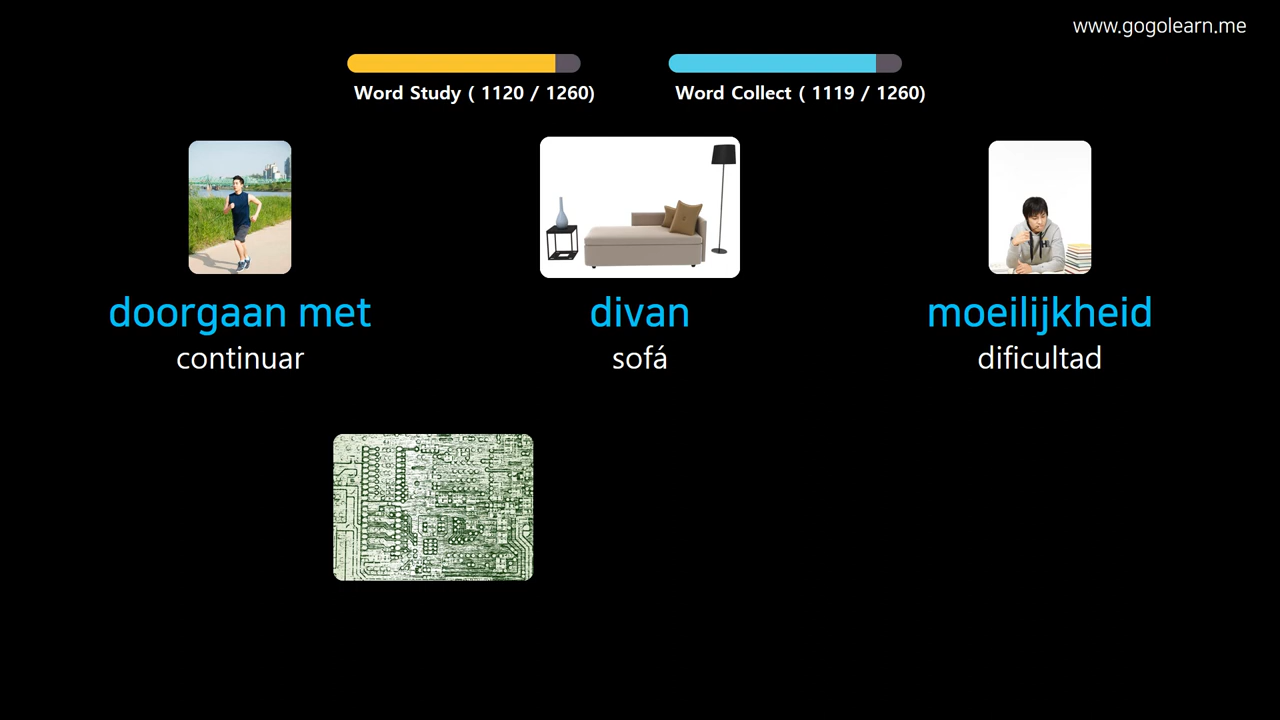 www.gogolearn.me
Word Study ( 1120 / 1260)
Word Collect ( 1119 / 1260)
doorgaan met
continuar
divan
sofá
moeilijkheid
dificultad